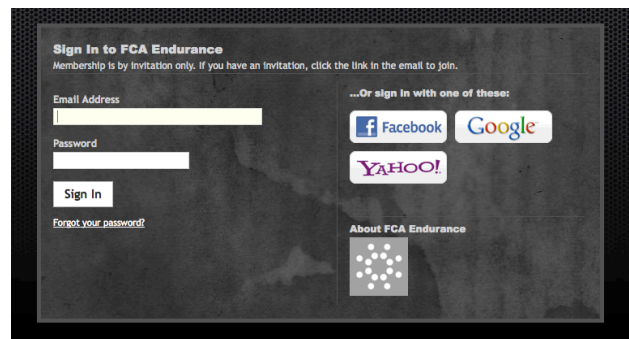 Sign In to FCA Endurance
Membership is by invitation only. If you have an invitation, click the link in the email to join.
Email Address
Password
Sign In
Forgot your password?
...Or sign in with one of these:
Facebook
Google
YAHOO!
About FCA Endurance